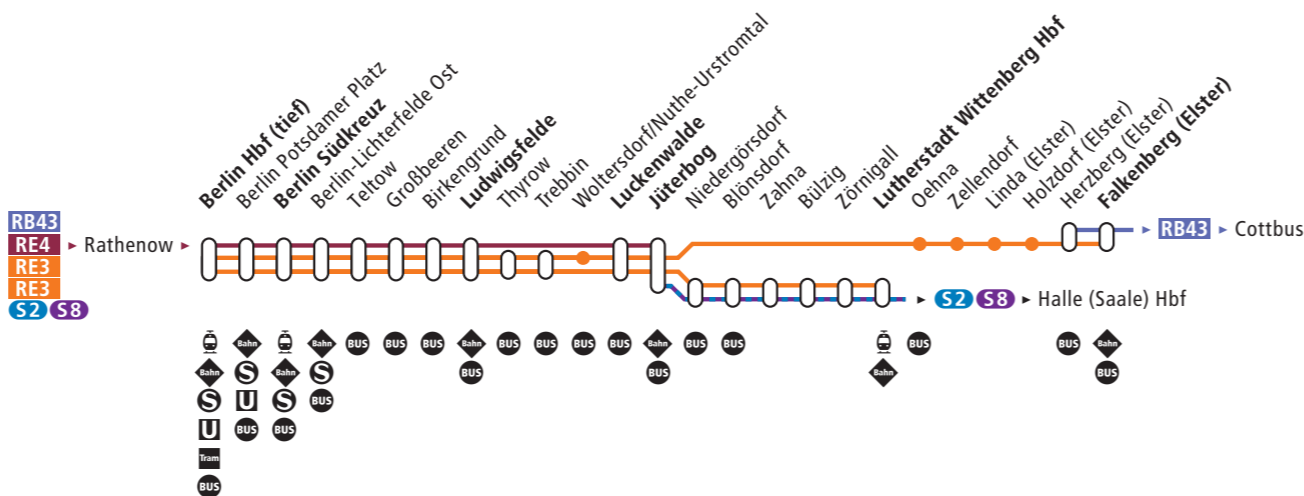 Berlin Hbf (tief)
Berlin Potsdamer Platz
Berlin Südkreuz
Berlin-Lichterfelde Ost
Teltow
Großbeeren
Birkengrund
Ludwigsfelde
Thyrow
Trebbin
Woltersdorf/Nuthe-Urstromtal
Luckenwalde
Jüterbog
Niedergörsdorf
Blönsdorf
Zahna
Bülzig
Zörnigall
Lutherstadt Wittenberg Hbf
Oehna
Zellendorf
Linda (Elster)
Holzdorf (Elster)
Herzberg (Elster)
Falkenberg (Elster)
RB43
RE4 Rathenow
RE3
RE3
S2 S8
RB43 Cottbus
S2 S8 Halle (Saale) Hbf
Bahn Bahn BUS BUS BUS Bahn BUS BUS BUS BUS Bahn BUS BUS BUS BUS Bahn
Bahn S Bahn S BUS BUS Bahn BUS
S U S BUS
U BUS BUS
Tram
BUS